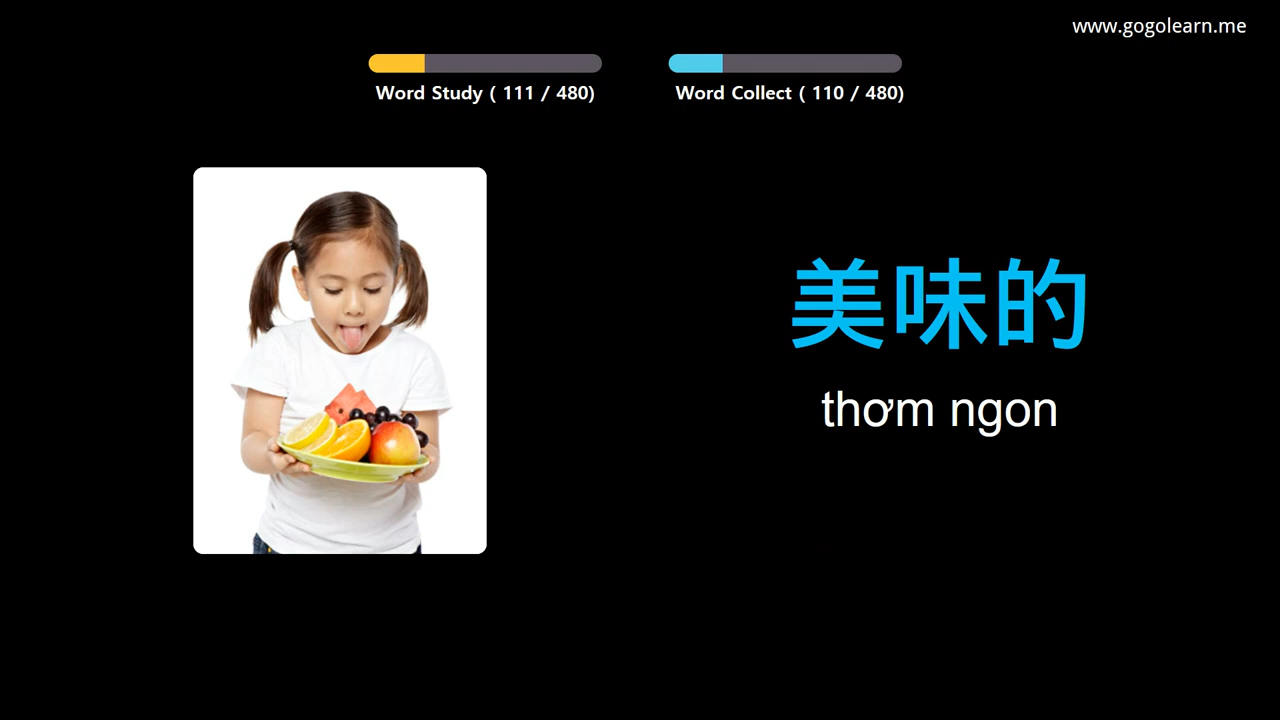 www.gogolearn.me
Word Study ( 111 / 480)
Word Collect ( 110 / 480)
美味的
thơm ngon